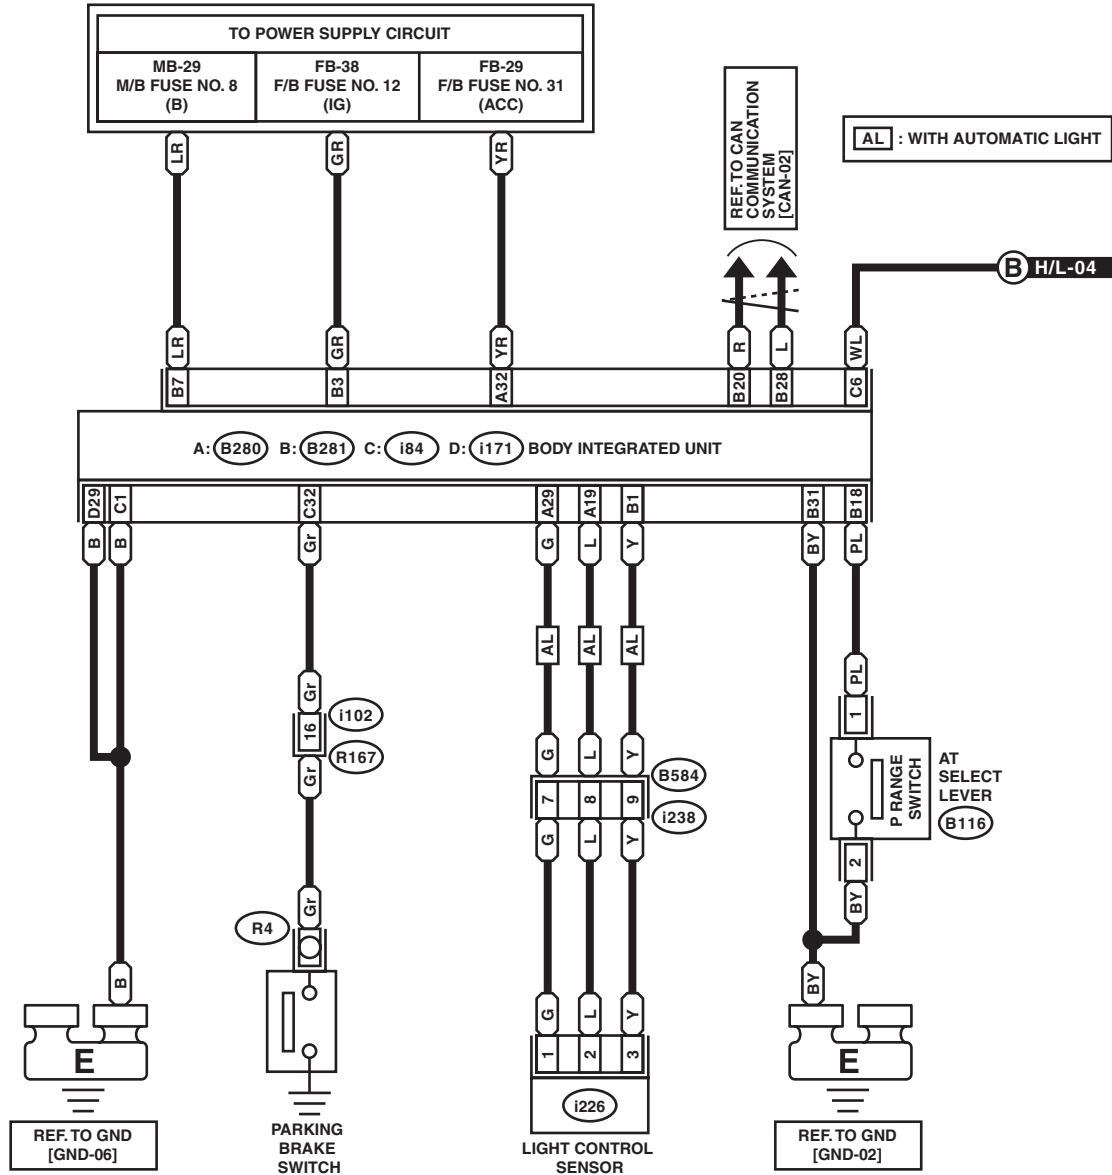 TO POWER SUPPLY CIRCUIT
MB-29
M/B FUSE NO. 8
(B)
FB-38
F/B FUSE NO. 12
(IG)
FB-29
F/B FUSE NO. 31
(ACC)
REF. TO CAN
COMMUNICATION
SYSTEM
[CAN-02]
AL : WITH AUTOMATIC LIGHT
LR GR YR
B H/L-04
LR GR YR R L WL
B7 B3 A32 B20 B28 C6
A: B280 B: B281 C: i84 D: i171 BODY INTEGRATED UNIT
D29 C1 C32 A29 A19 B1 B31 B18
B B Gr G L Y BY PL
AL AL AL
Gr
PL
16
i102
R167
1
Gr
G L Y
B584
7 8 9
i238
G L Y
P RANGE
SWITCH
AT
SELECT
LEVER
B116
2
Gr
BY
R4
B
BY
G L Y
1 2 3
E
E
i226
REF. TO GND
[GND-06]
PARKING
BRAKE
SWITCH
LIGHT CONTROL
SENSOR
REF. TO GND
[GND-02]